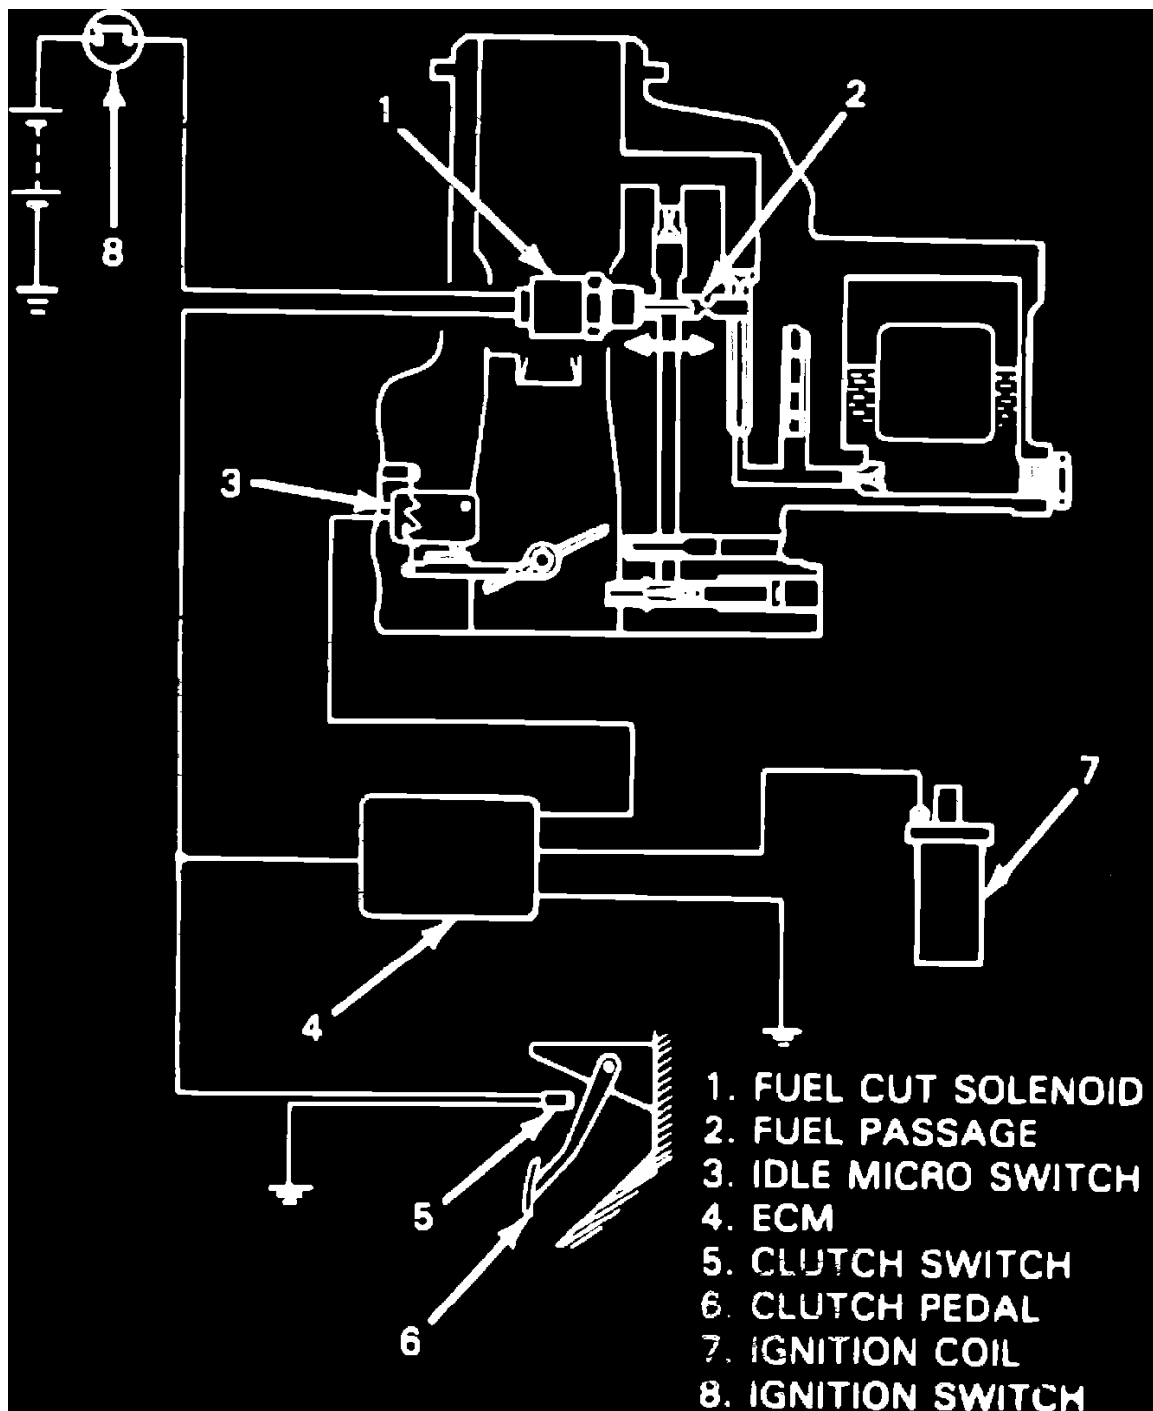 1
2
8
3
7
4
5
6
1. FUEL CUT SOLENOID
2. FUEL PASSAGE
3. IDLE MICRO SWITCH
4. ECM
5. CLUTCH SWITCH
6. CLUTCH PEDAL
7. IGNITION COIL
8. IGNITION SWITCH